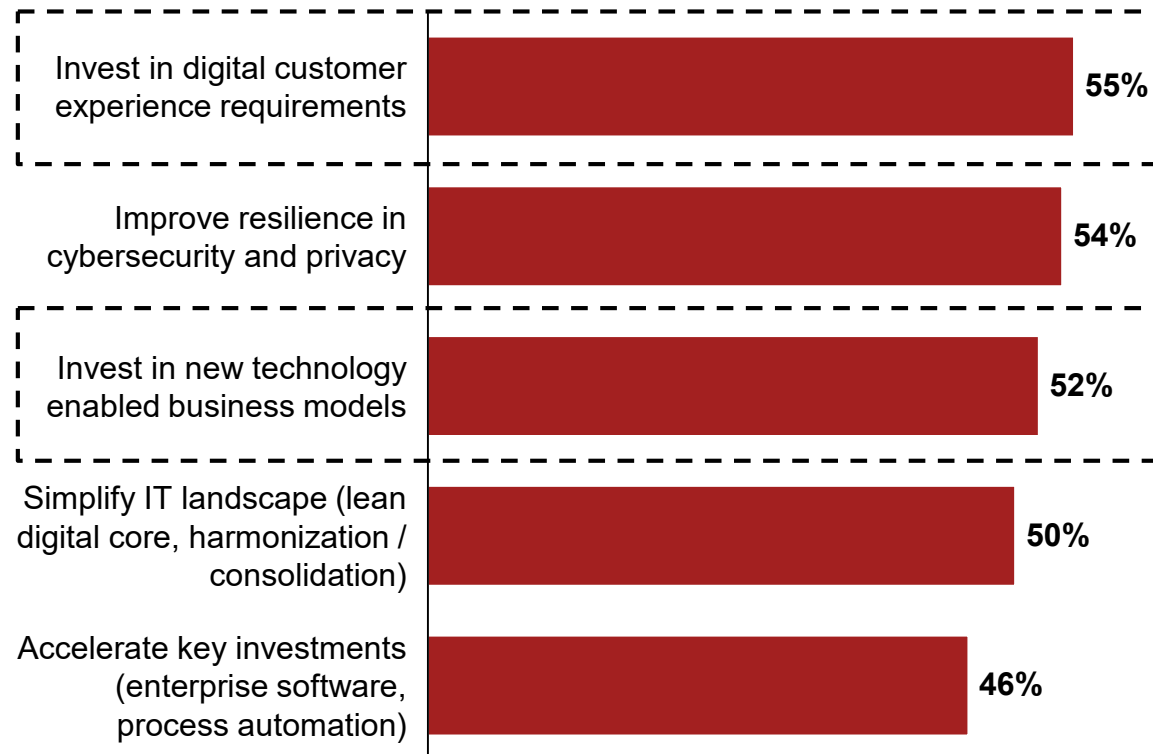 Invest in digital customer
experience requirements
55%
Improve resilience in
cybersecurity and privacy
54%
Invest in new technology
enabled business models
52%
Simplify IT landscape (lean
digital core, harmonization /
consolidation)
50%
Accelerate key investments
(enterprise software,
process automation)
46%